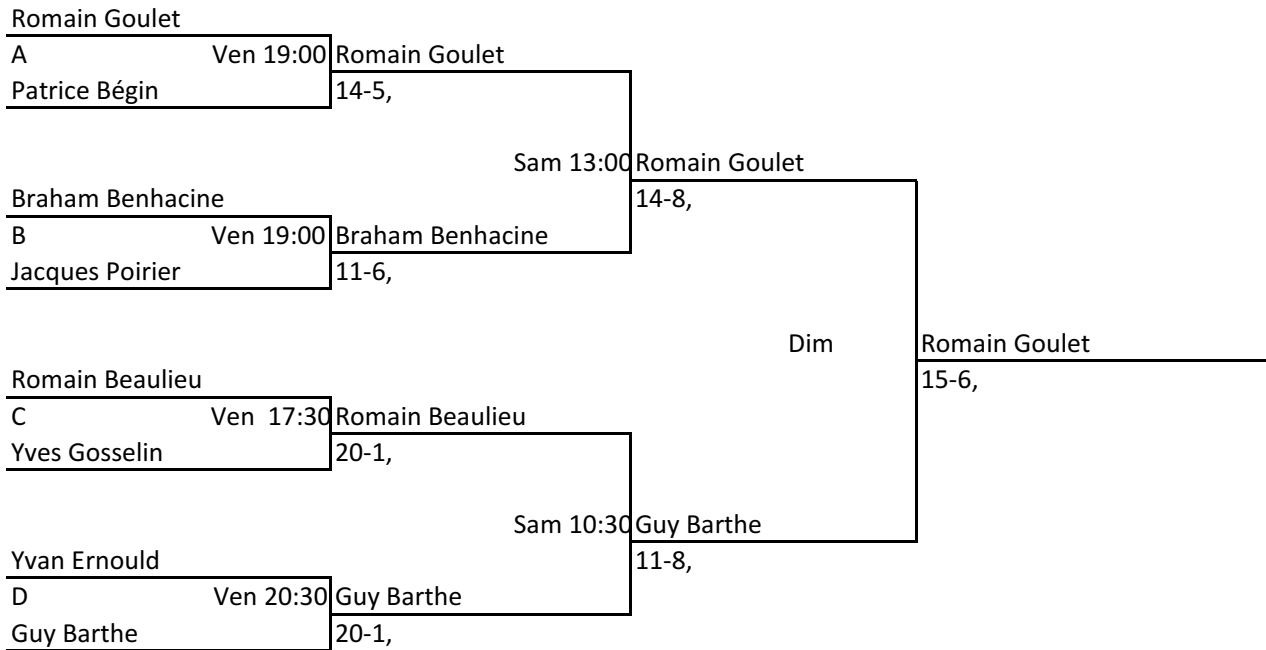 Romain Goulet
A Ven 19:00 Romain Goulet
Patrice Bégin 14-5,
Sam 13:00 Romain Goulet
Braham Benhacine 14-8,
B Ven 19:00 Braham Benhacine
Jacques Poirier 11-6,
Dim Romain Goulet
Romain Beaulieu 15-6,
C Ven 17:30 Romain Beaulieu
Yves Gosselin 20-1,
Sam 10:30 Guy Barthe
Yvan Ernould 11-8,
D Ven 20:30 Guy Barthe
Guy Barthe 20-1,